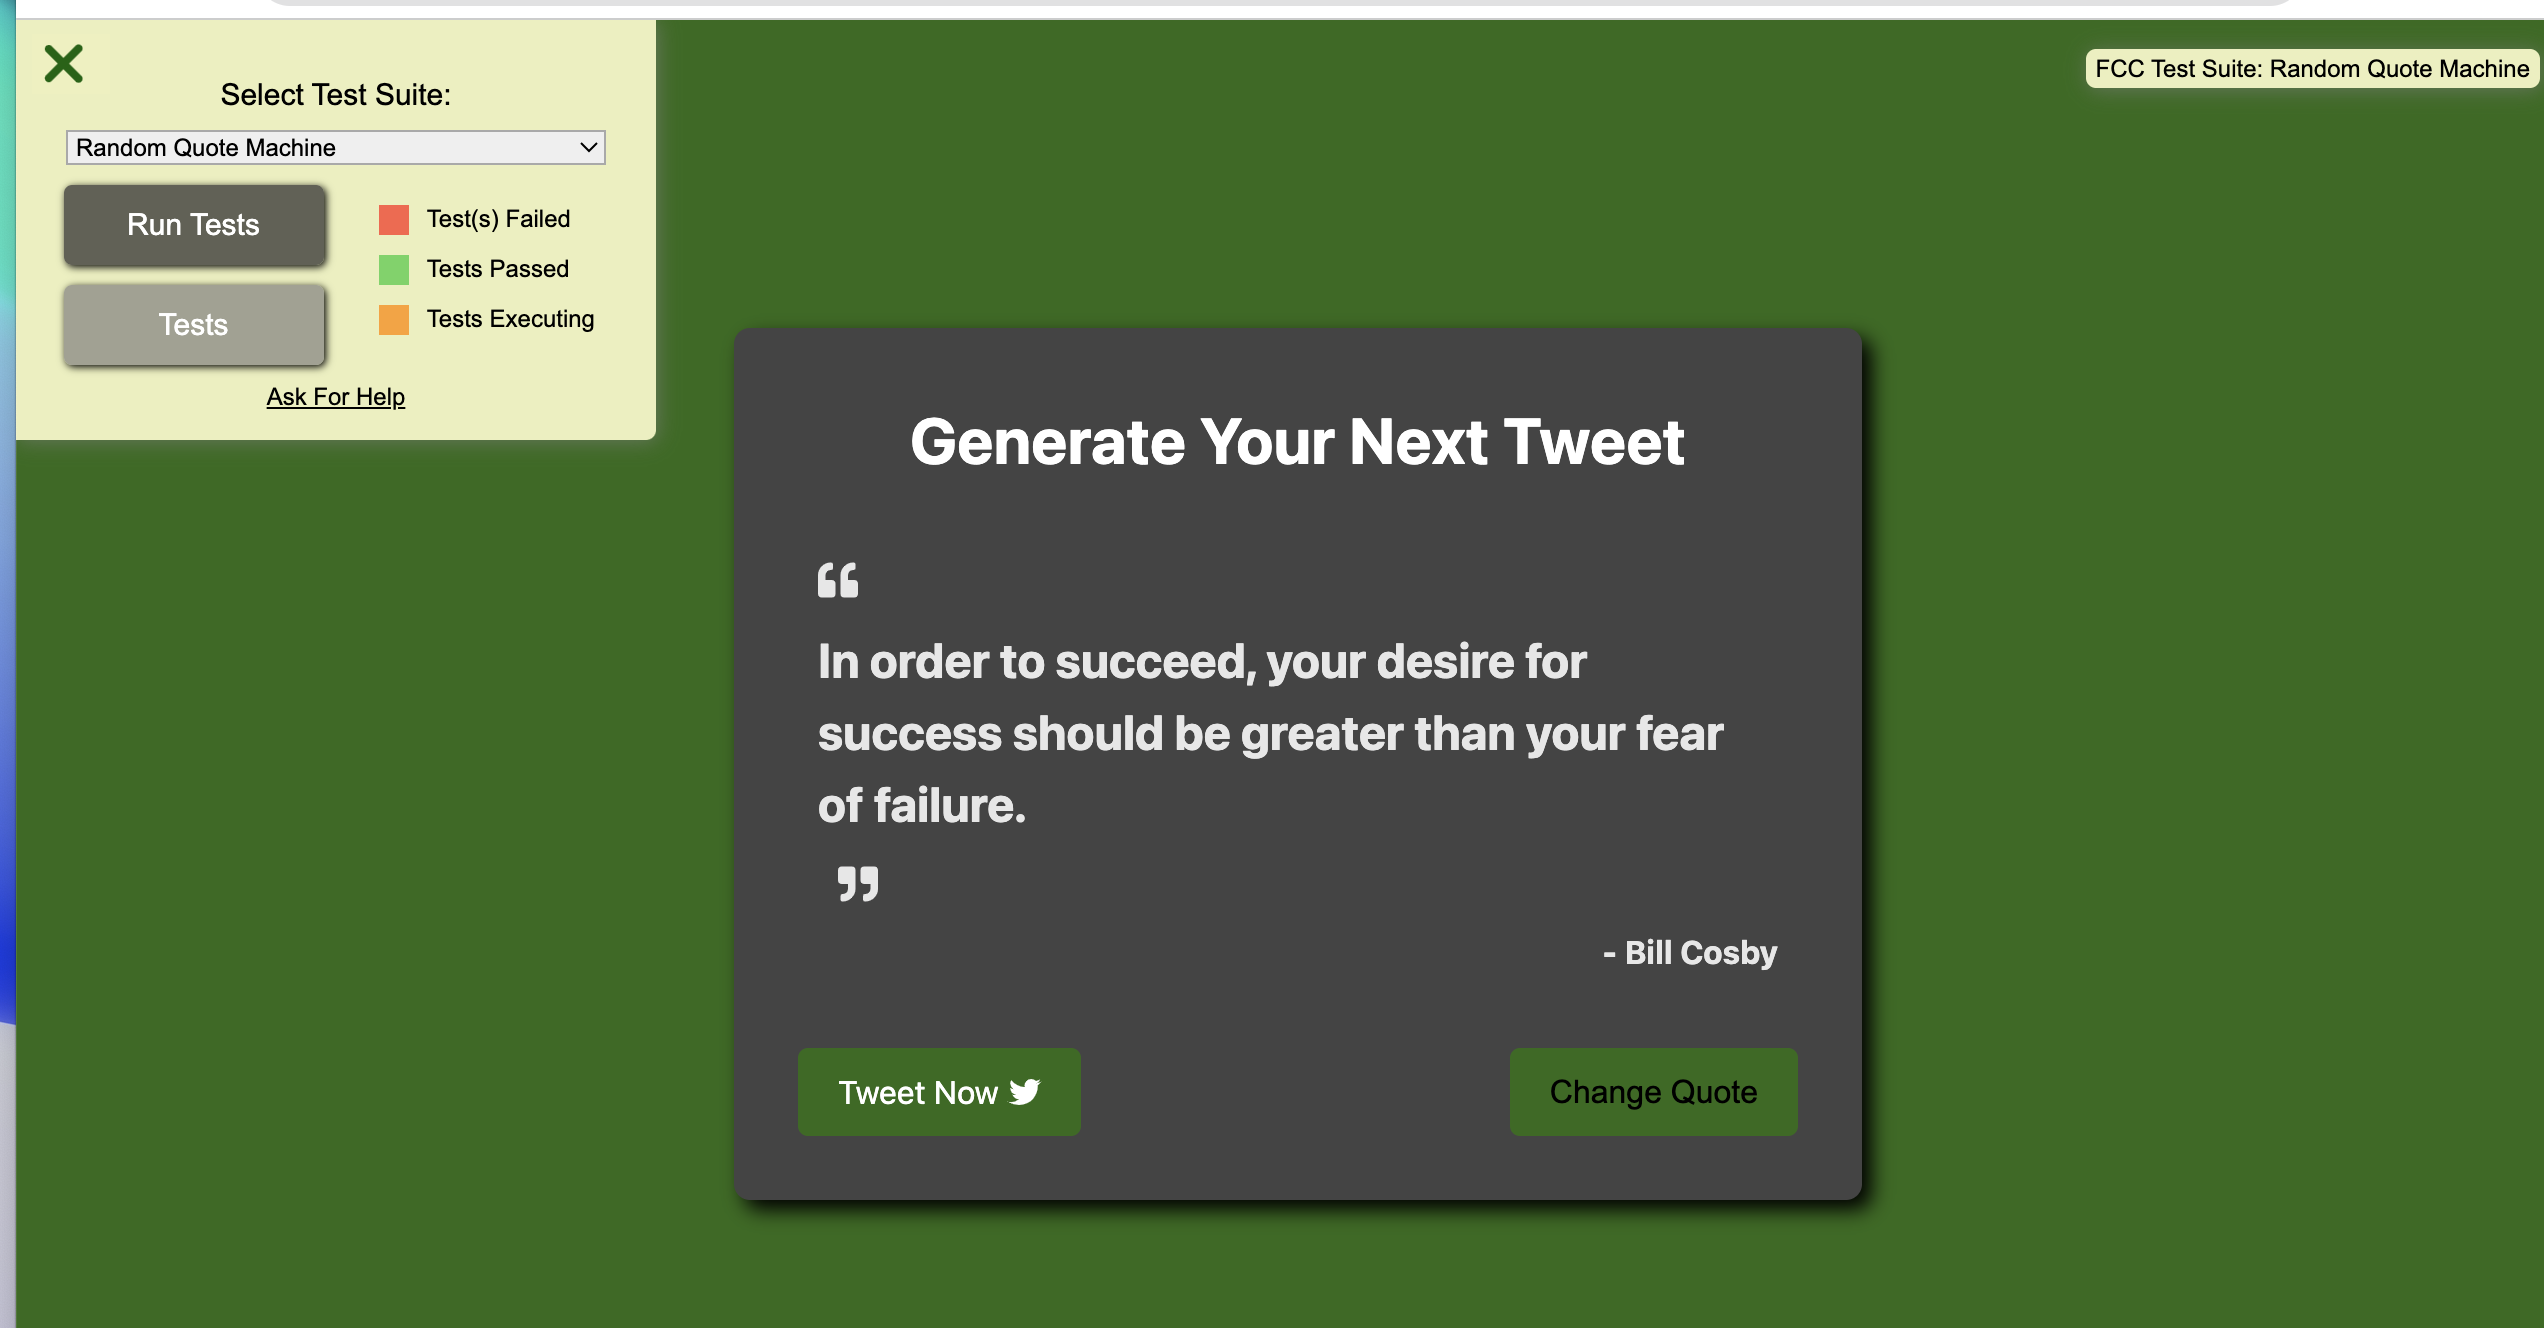 Select Test Suite:
Random Quote Machine
Run Tests
Test(s) Failed
Tests Passed
Tests
Tests Executing
Ask For Help
FCC Test Suite: Random Quote Machine
Generate Your Next Tweet
“
In order to succeed, your desire for
success should be greater than your fear
of failure.
”
- Bill Cosby
Tweet Now
Change Quote